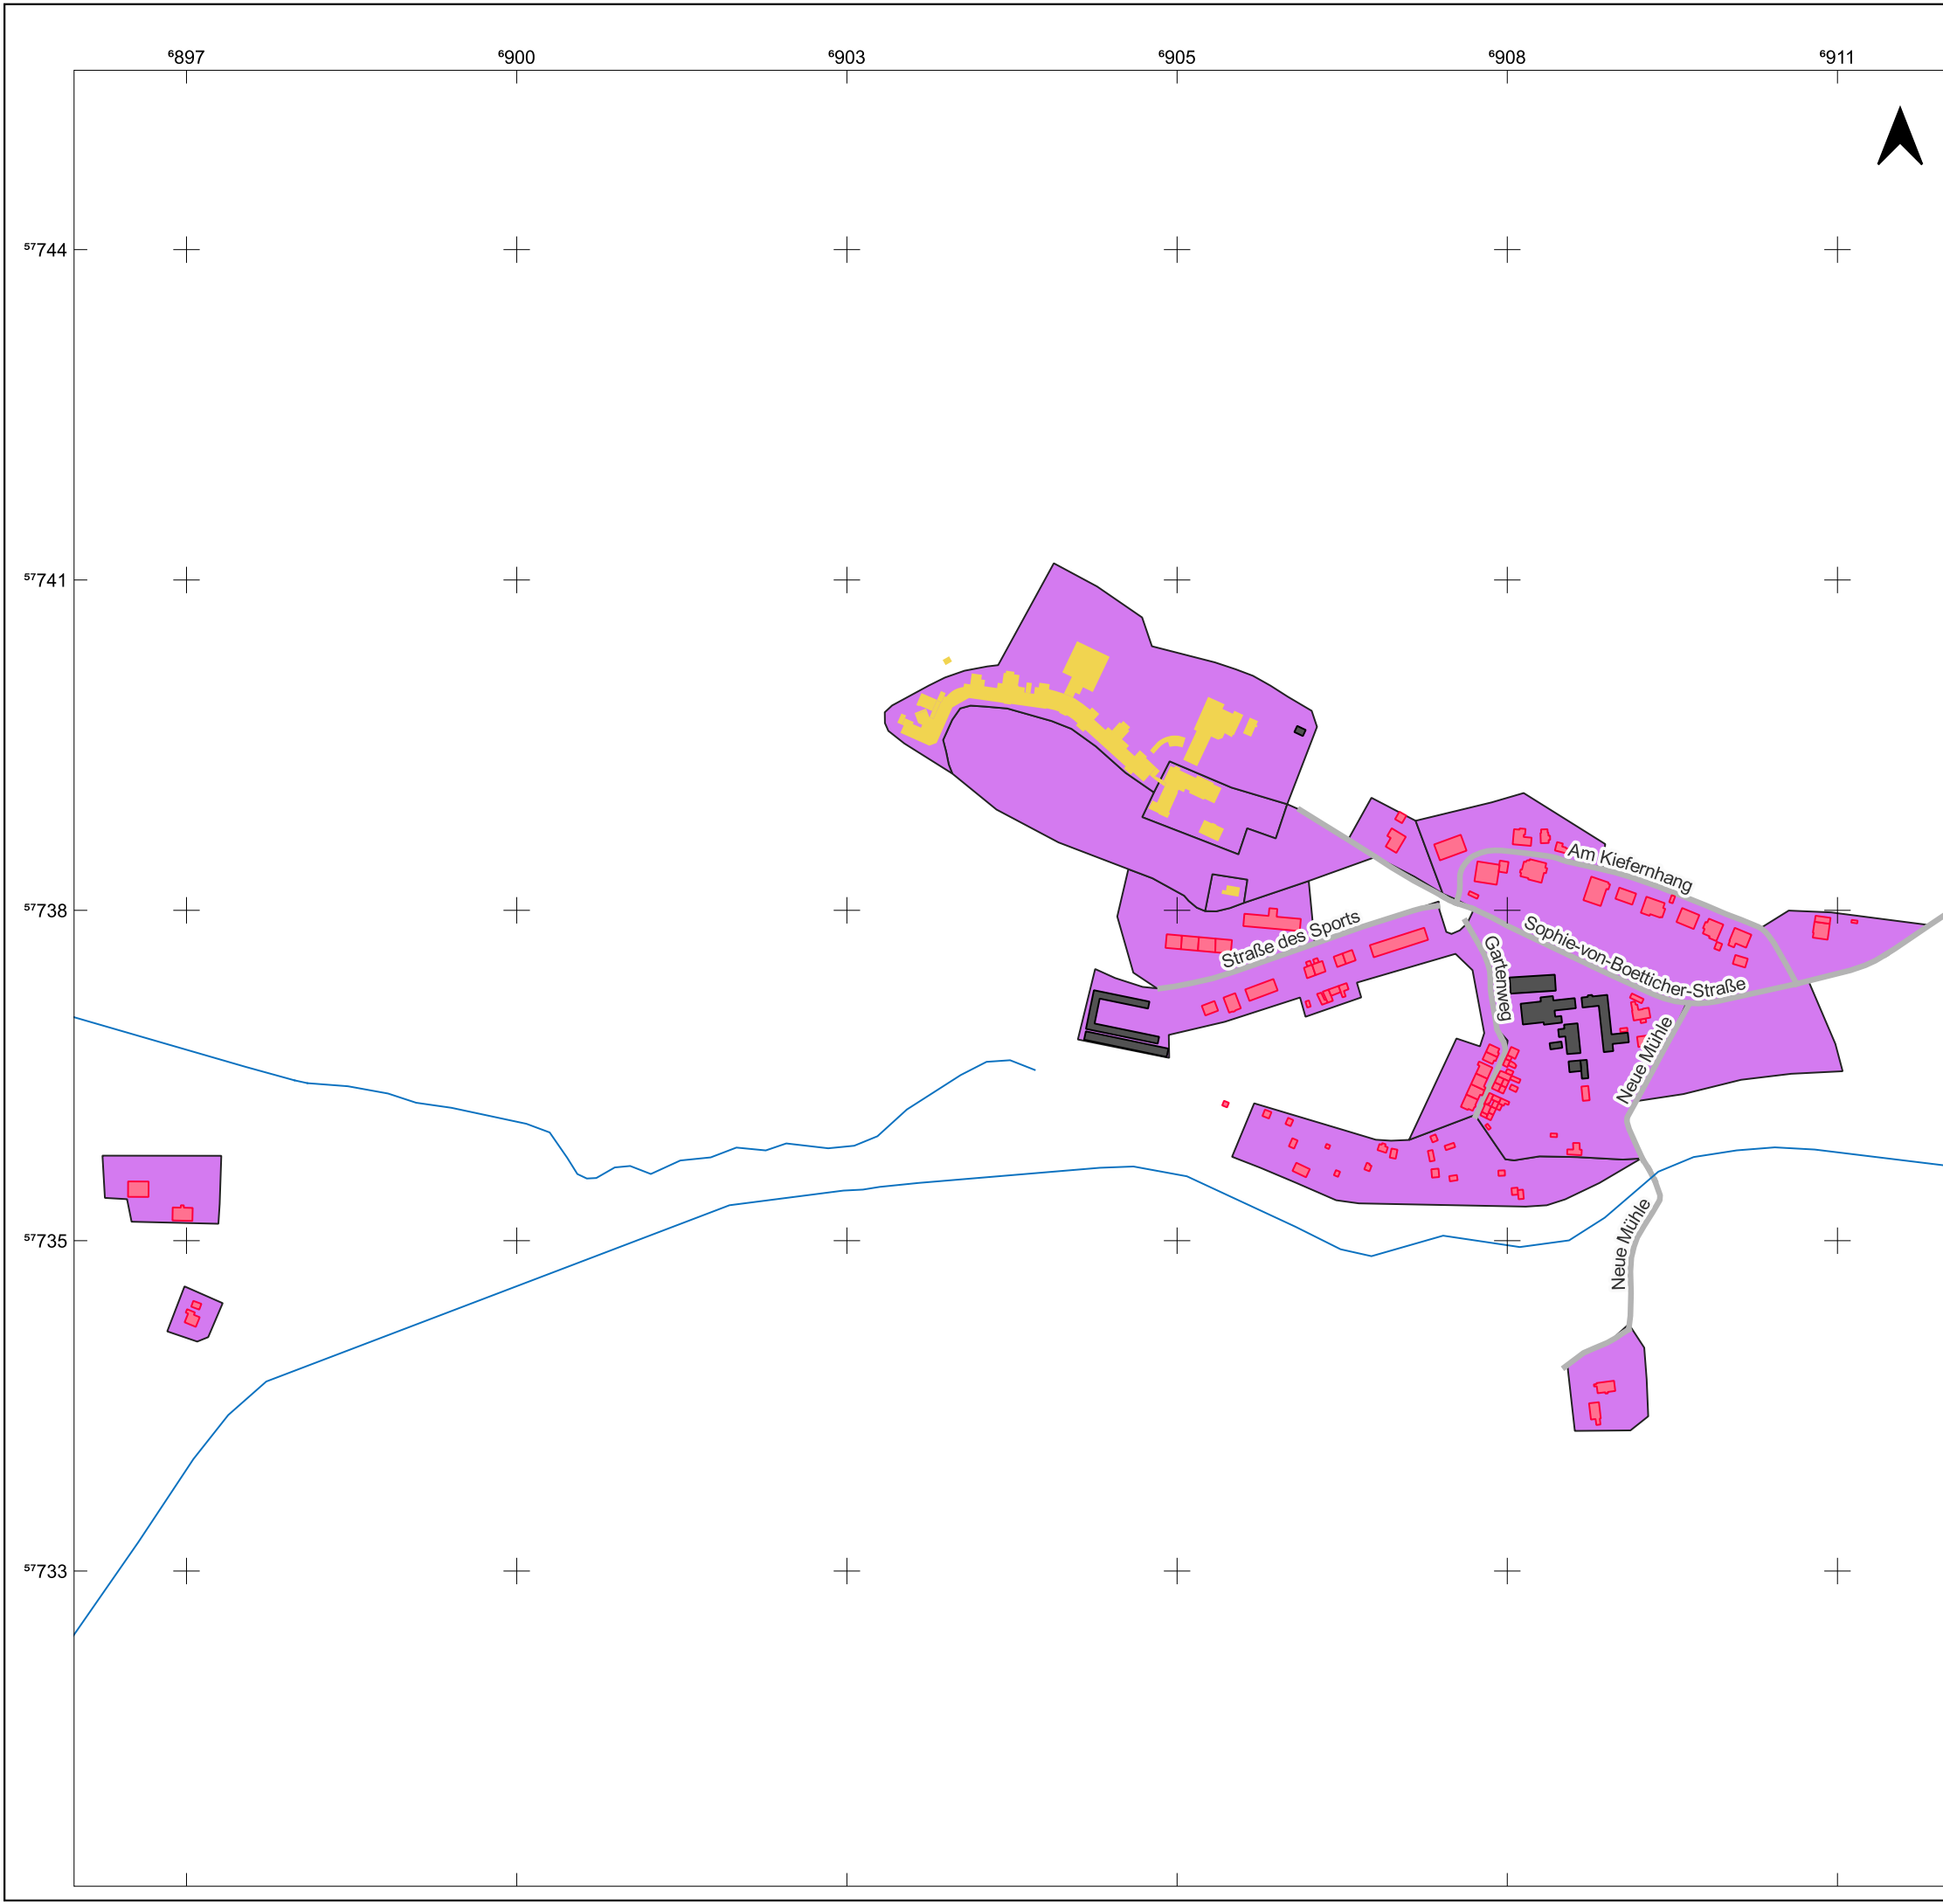 ⁶897 ⁶900 ⁶903 ⁶905 ⁶908 ⁶911
⁵⁷744
⁵⁷741
Am Kiefernhang
⁵⁷738
Straße des Sports
Sophie-von-Boetticher-Straße
Gartenweg
Neue Mühle
Neue Mühle
⁵⁷735
⁵⁷733